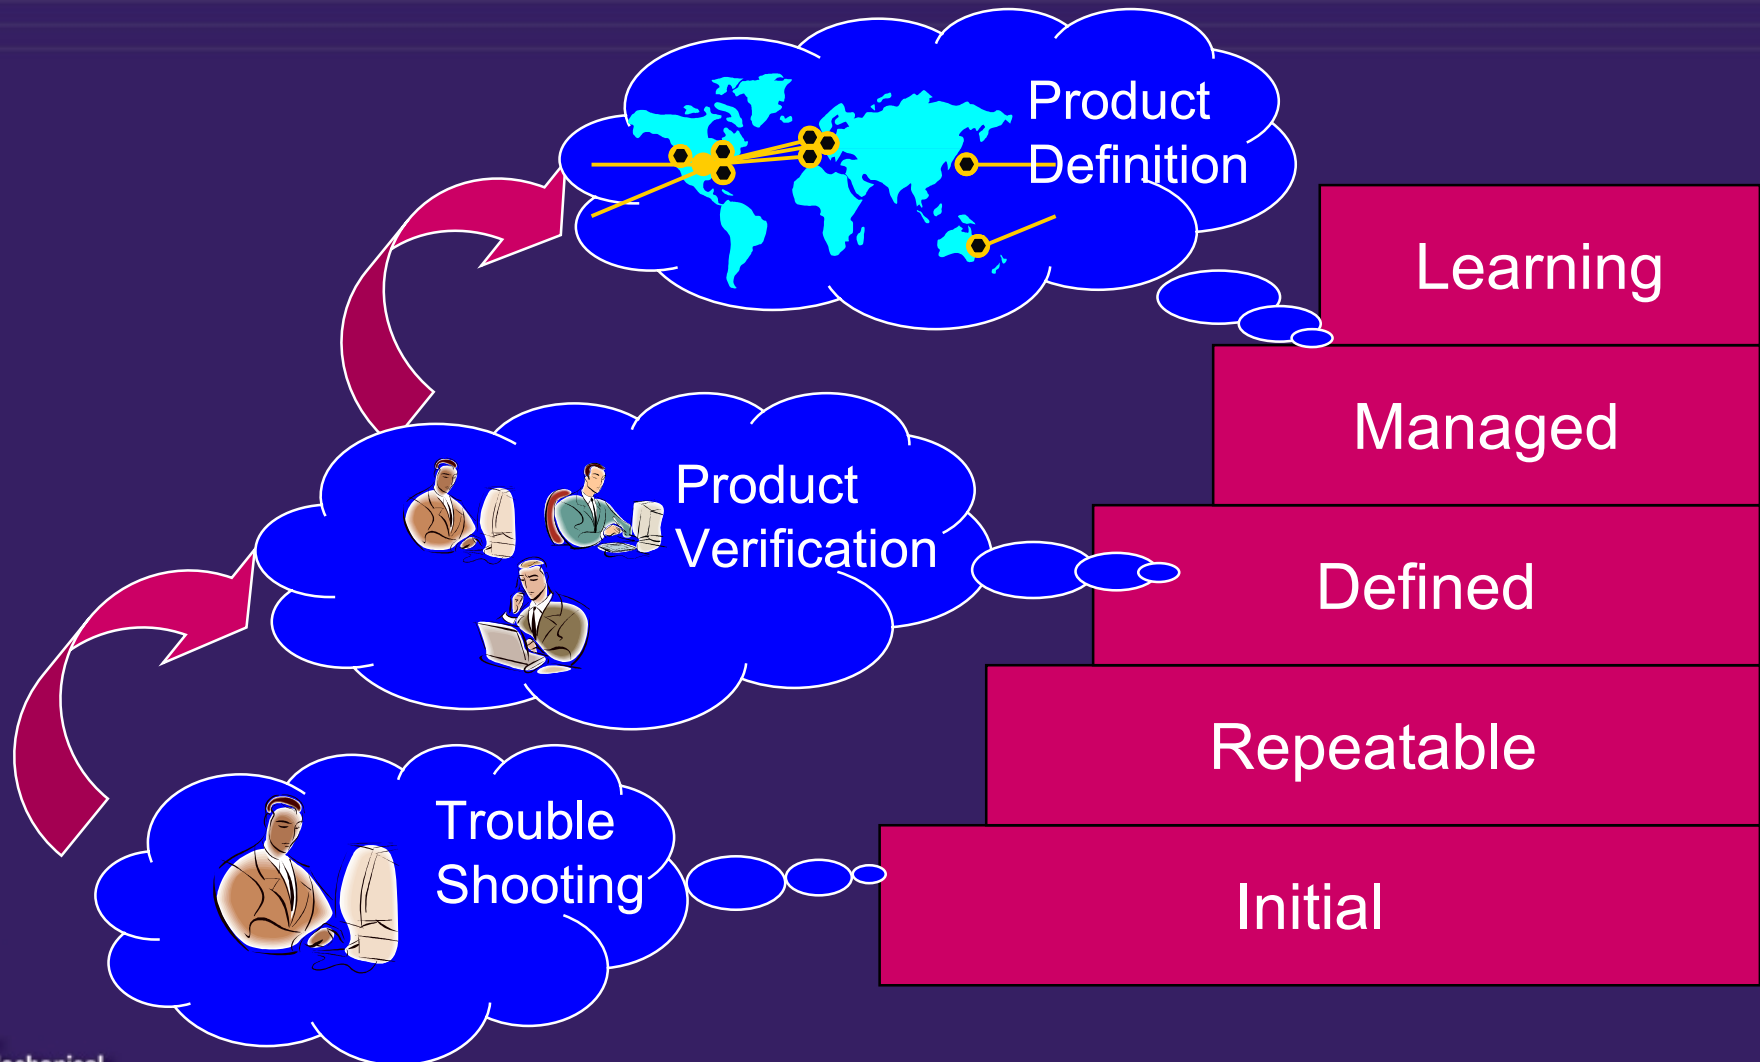 Product
Definition
Learning
Managed
Product
Verification
Defined
Repeatable
Trouble
Shooting
Initial